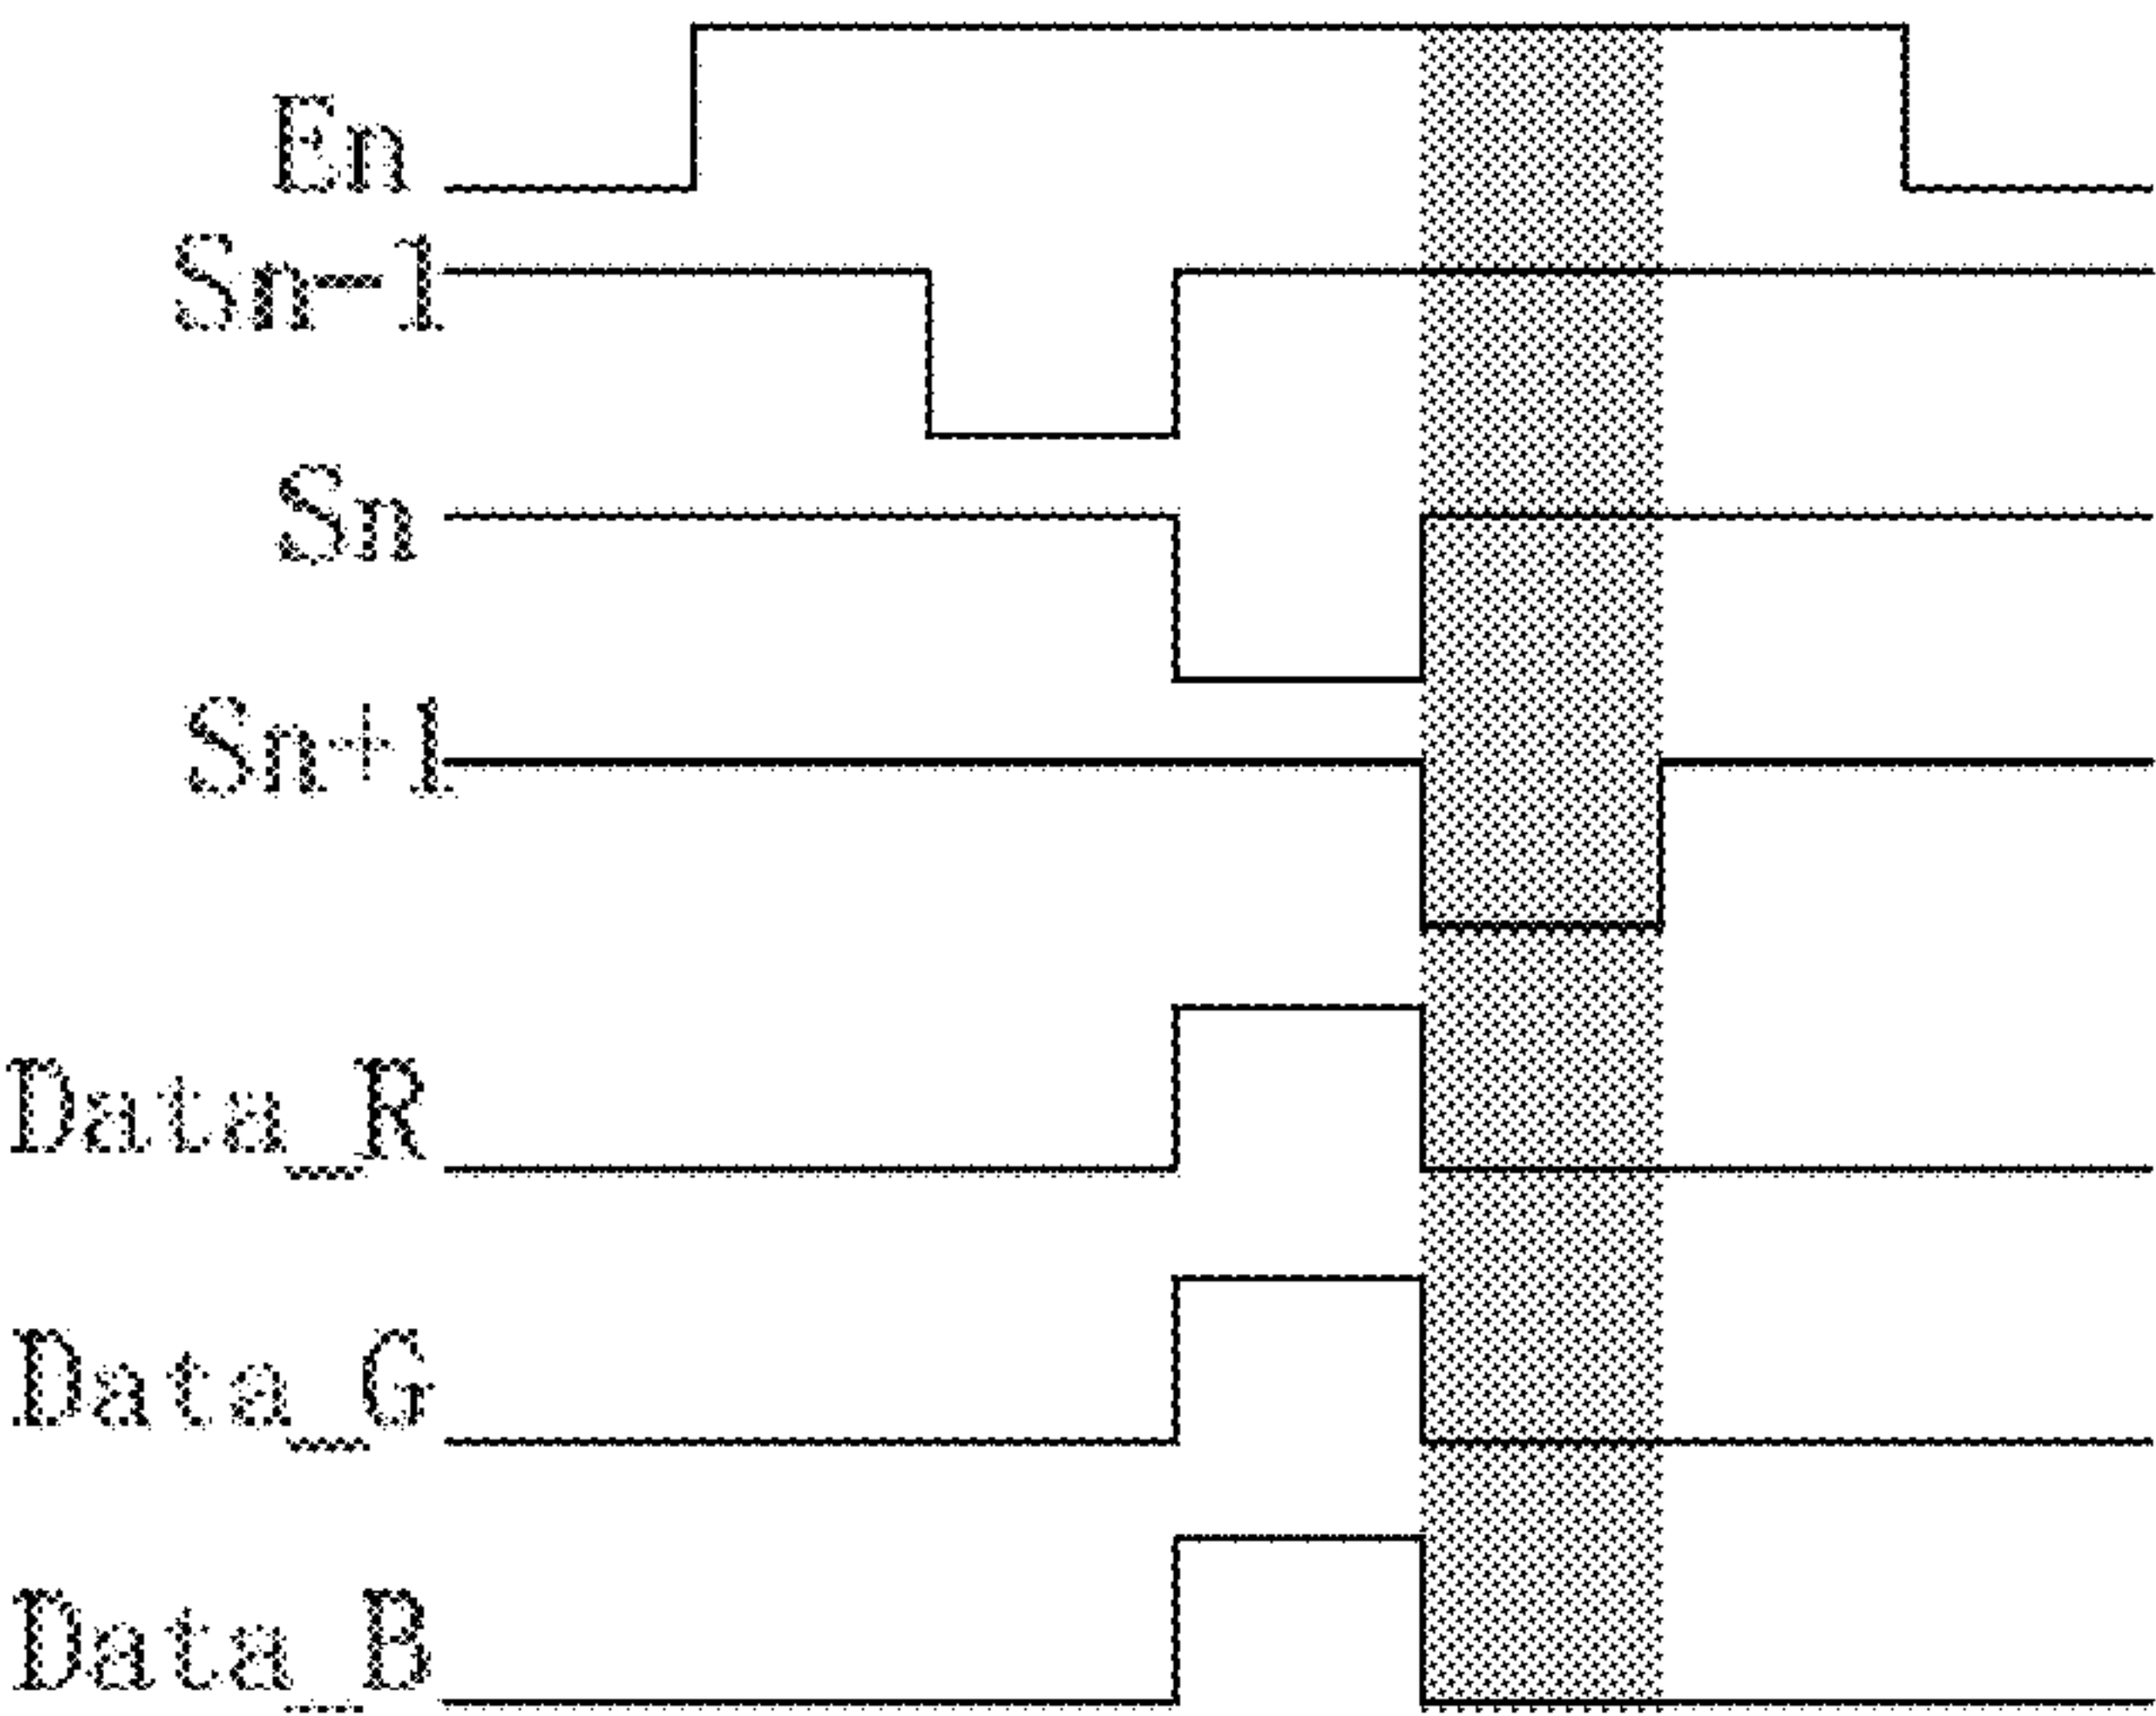 En
Sn-1
Sn
Sn+1
Data_R
Data_G
Data_B